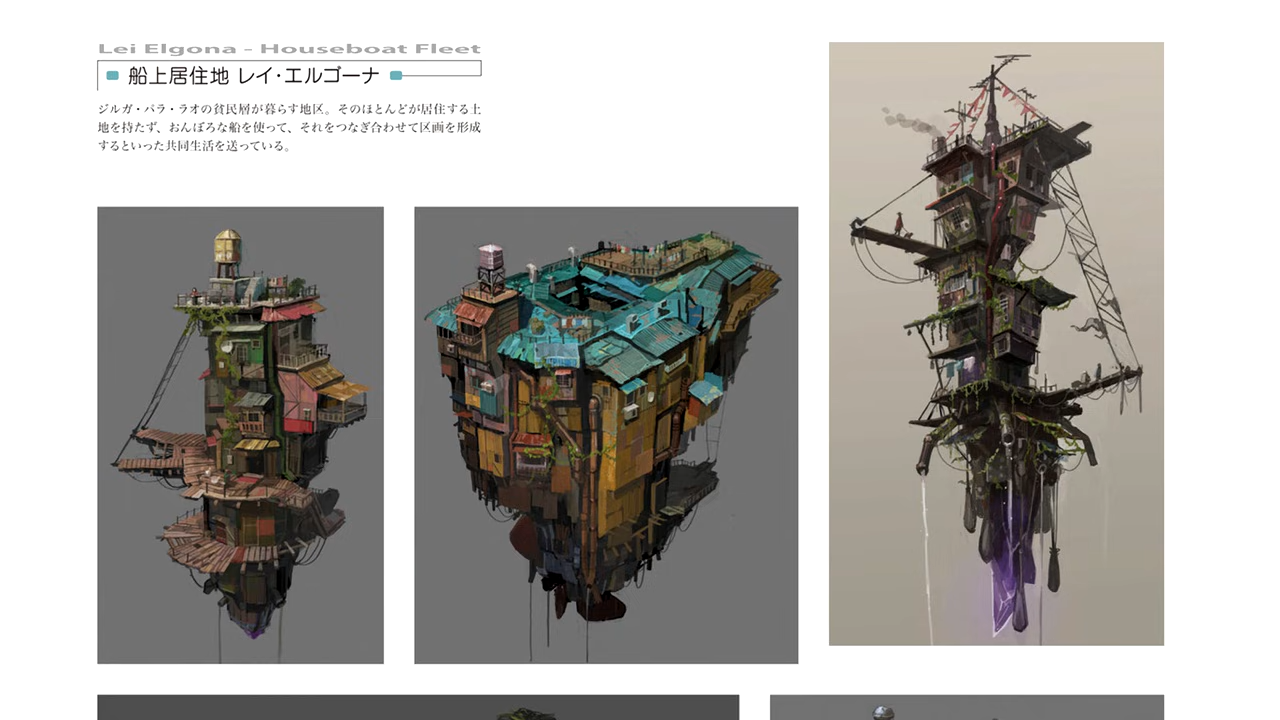 Lei Elgona - Houseboat Fleet
船上居住地 レイ・エルゴーナ
ジルガ・パラ・ラオの貧民層が暮らす地区。そのほとんどが居住する土
地を持たず、おんぼろな船を使って、それをつなぎ合わせて区画を形成
するといった共同生活を送っている。